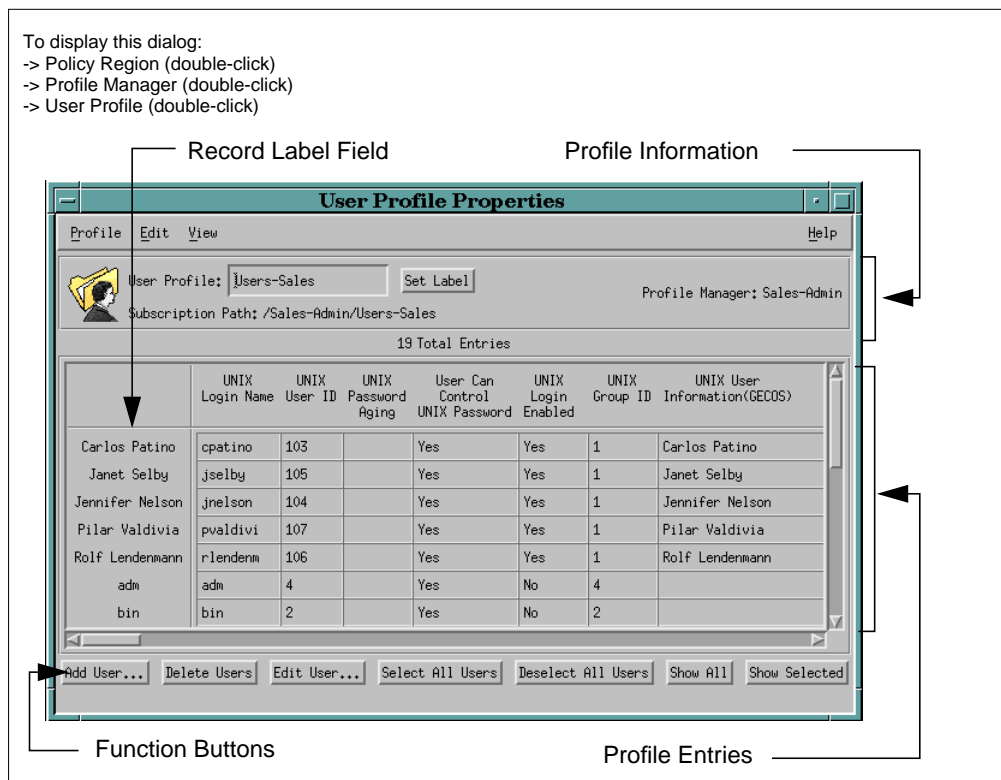 To display this dialog:
-> Policy Region (double-click)
-> Profile Manager (double-click)
-> User Profile (double-click)
Record Label Field
Profile Information
User Profile Properties
Profile Edit View Help
User Profile: Users-Sales Set Label
Profile Manager: Sales-Admin
Subscription Path: /Sales-Admin/Users-Sales
19 Total Entries
UNIX Login Name UNIX User ID UNIX Password Aging User Can Control UNIX Password UNIX Login Enabled UNIX Group ID UNIX User Information(GECOS)
Carlos Patino cpatino 103 Yes Yes 1 Carlos Patino
Janet Selby jselby 105 Yes Yes 1 Janet Selby
Jennifer Nelson jnelson 104 Yes Yes 1 Jennifer Nelson
Pilar Valdivia pvaldivi 107 Yes Yes 1 Pilar Valdivia
Rolf Lendenmann rlendenm 106 Yes Yes 1 Rolf Lendenmann
adm adm 4 Yes No 4
bin bin 2 Yes No 2
Add User... Delete Users Edit User... Select All Users Deselect All Users Show All Show Selected
Function Buttons
Profile Entries